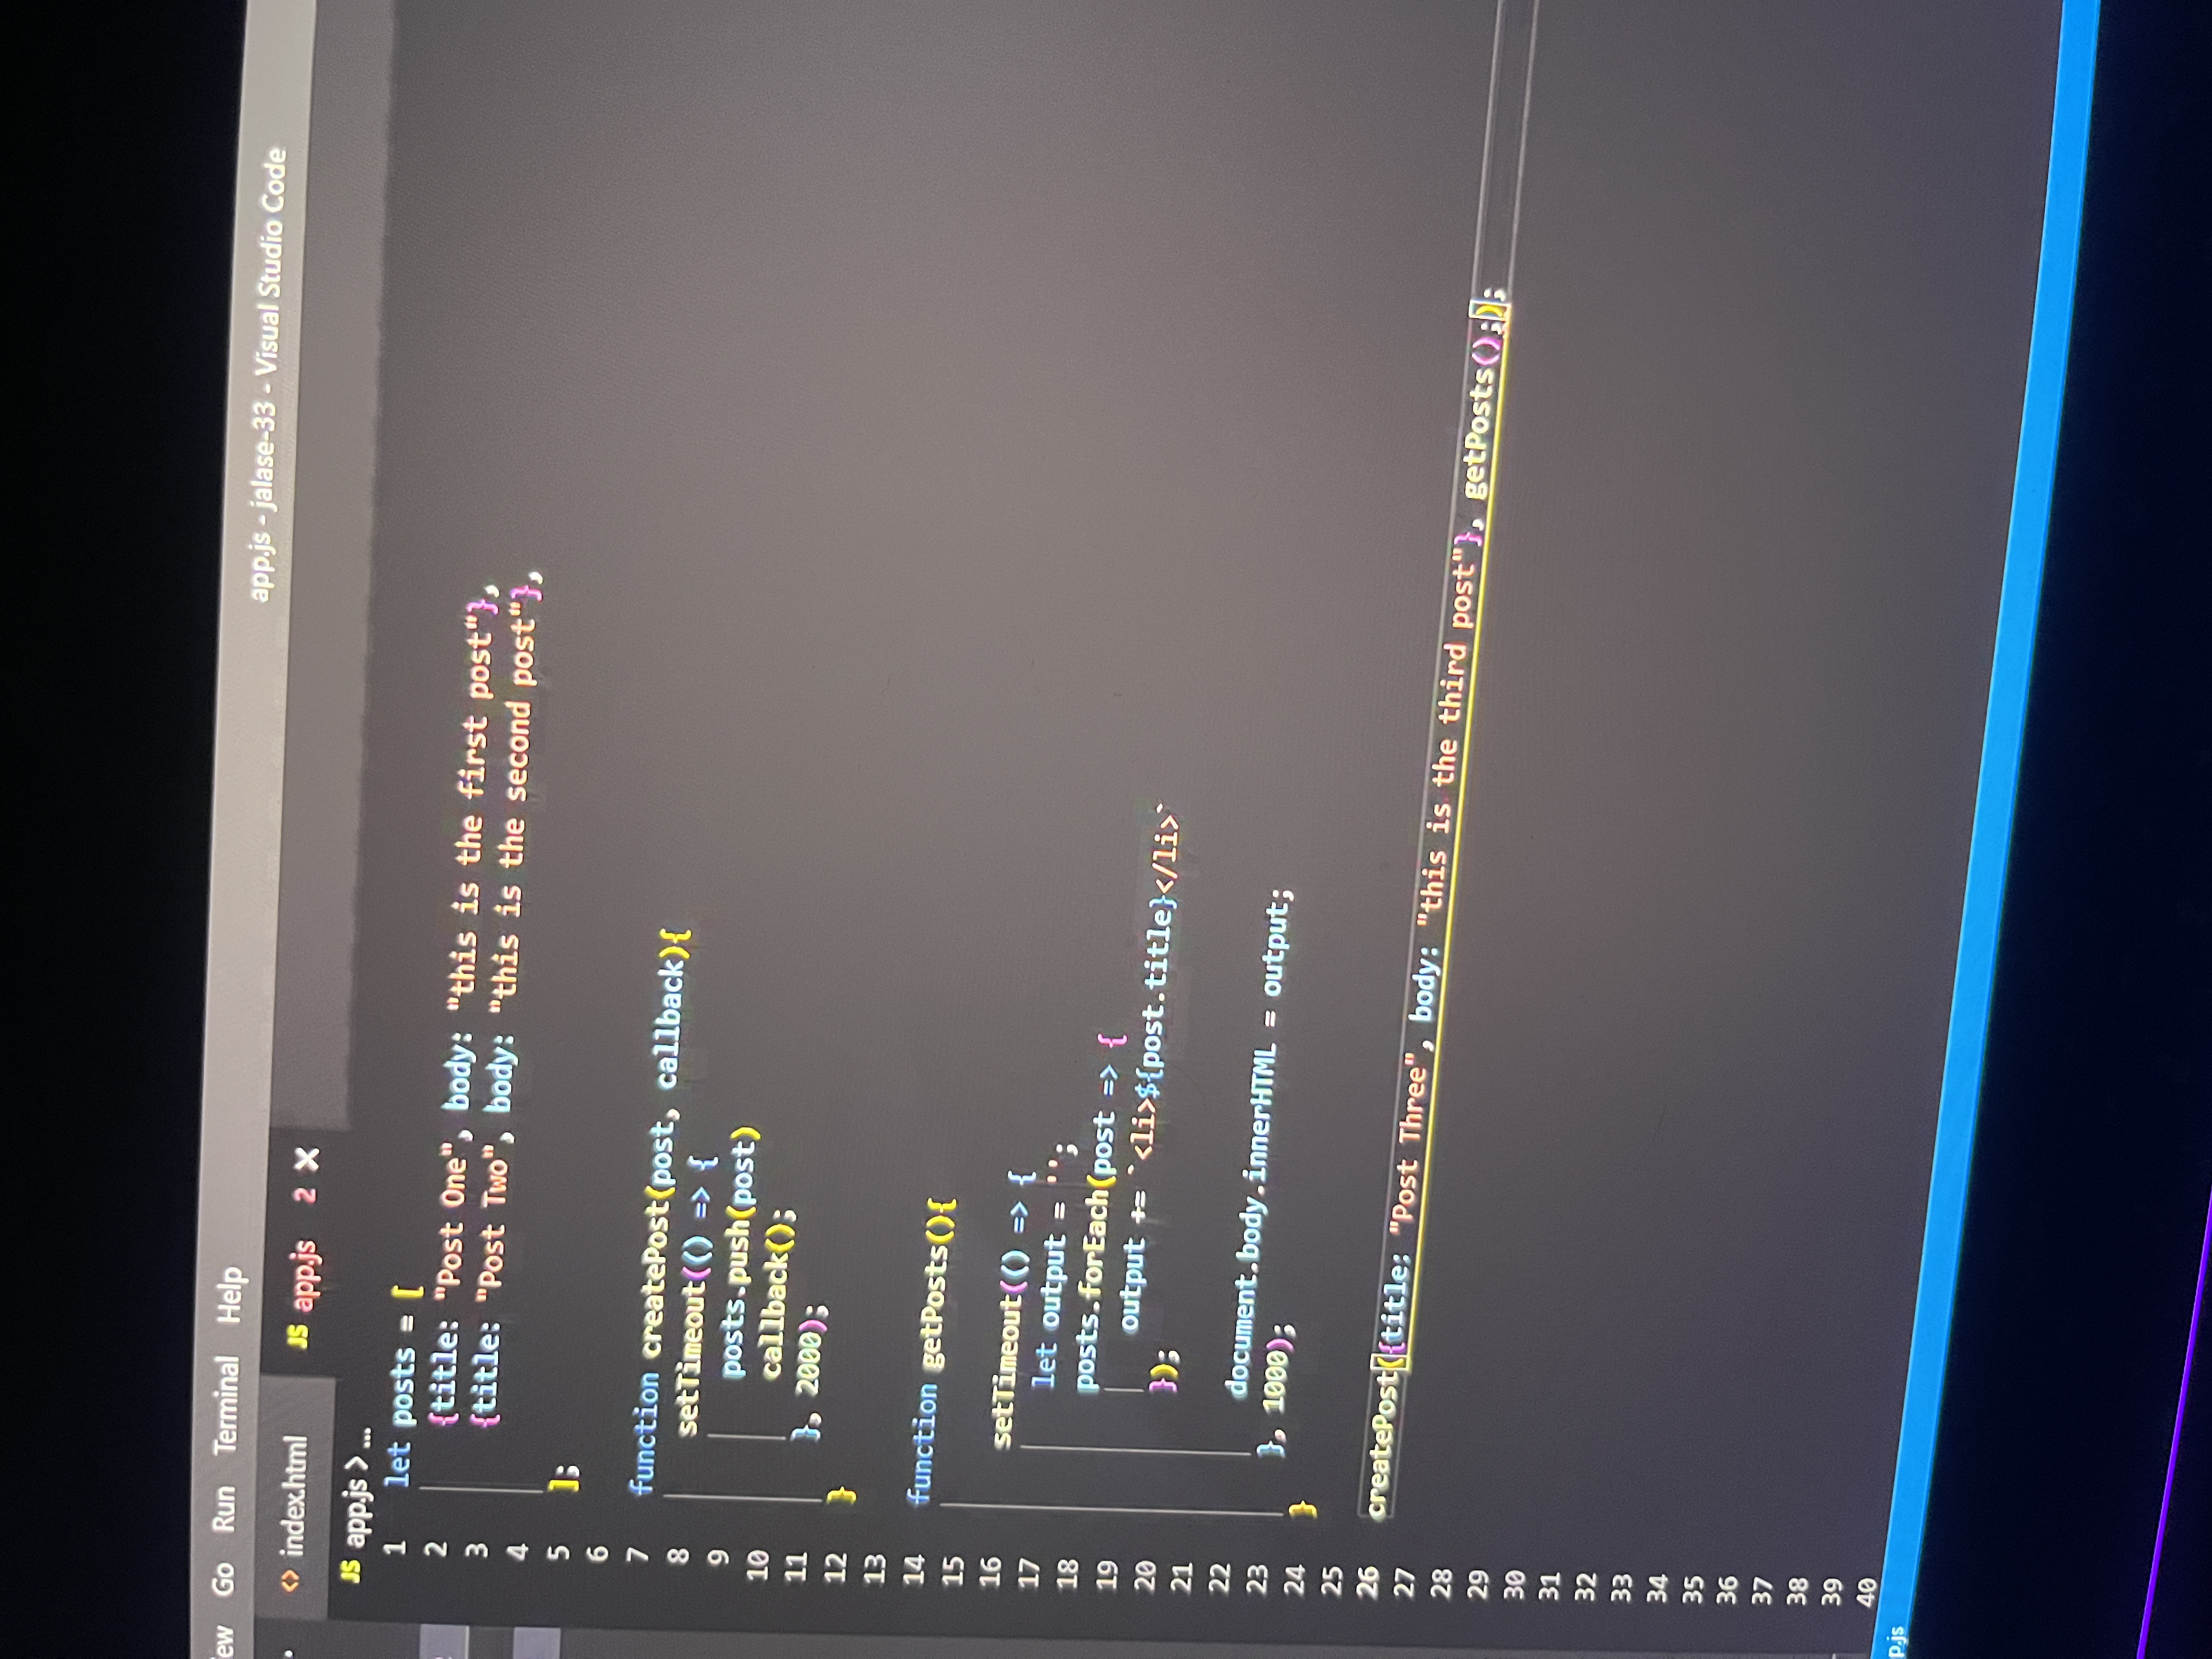 Go Run Terminal Help
app.js - jalase-33 - Visual Studio Code
<> index.html JS app.js 2 ✕
JS app.js > ...
1 let posts = [
2     {title: "Post One", body: "this is the first post"},
3     {title: "Post Two", body: "this is the second post"},
4
5 ];
6
7 function createPost(post, callback){
8     setTimeout(() => {
9         posts.push(post)
10         callback();
11     }, 2000);
12 }
13
14 function getPosts(){
15
16     setTimeout(() => {
17         let output = '';
18         posts.forEach(post => {
19             output += `<li>${post.title}</li>`
20         });
21
22         document.body.innerHTML = output;
23     }, 1000);
24 }
25
26 createPost({title: "Post Three", body: "this is the third post"}, getPosts(););
27
28
29
30
31
32
33
34
35
36
37
38
39
40
p.js